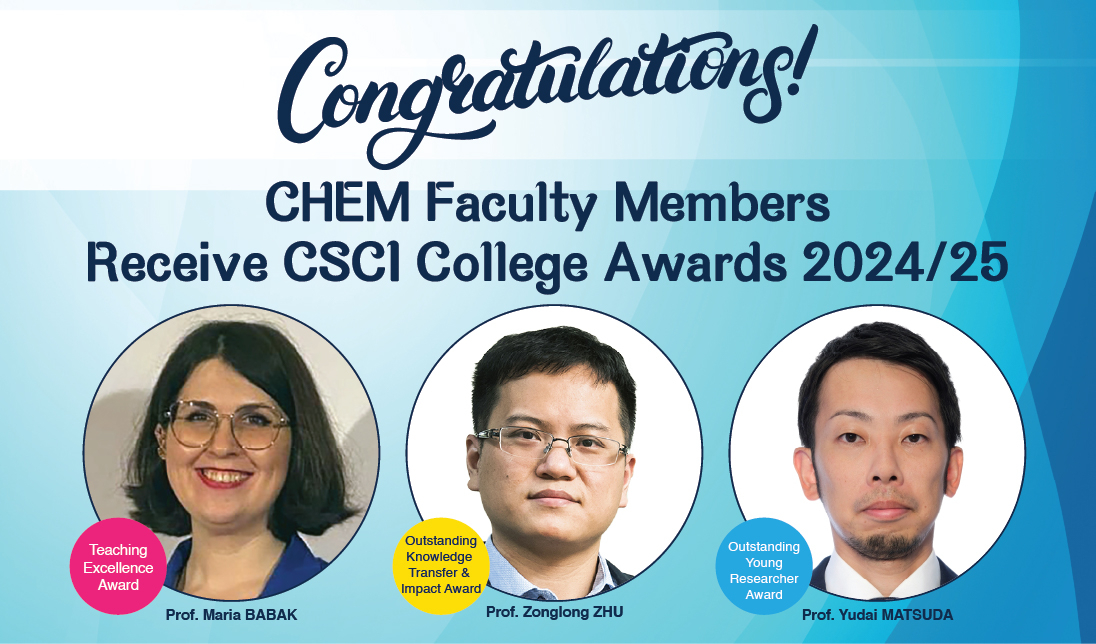 Congratulations!
CHEM Faculty Members
Receive CSCI College Awards 2024/25
Teaching
Excellence
Award
Prof. Maria BABAK
Outstanding
Knowledge
Transfer &
Impact Award
Prof. Zonglong ZHU
Outstanding
Young
Researcher
Award
Prof. Yudai MATSUDA